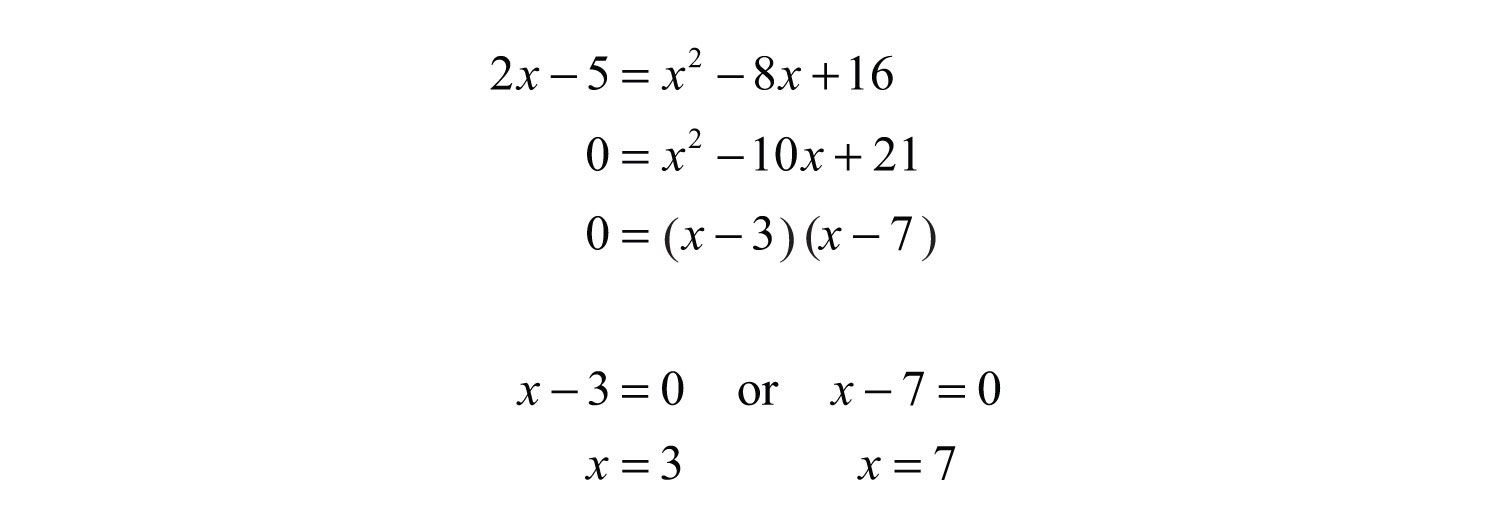 2x − 5 = x² − 8x + 16
0 = x² − 10x + 21
0 = (x − 3)(x − 7)
x − 3 = 0 or x − 7 = 0
x = 3 x = 7